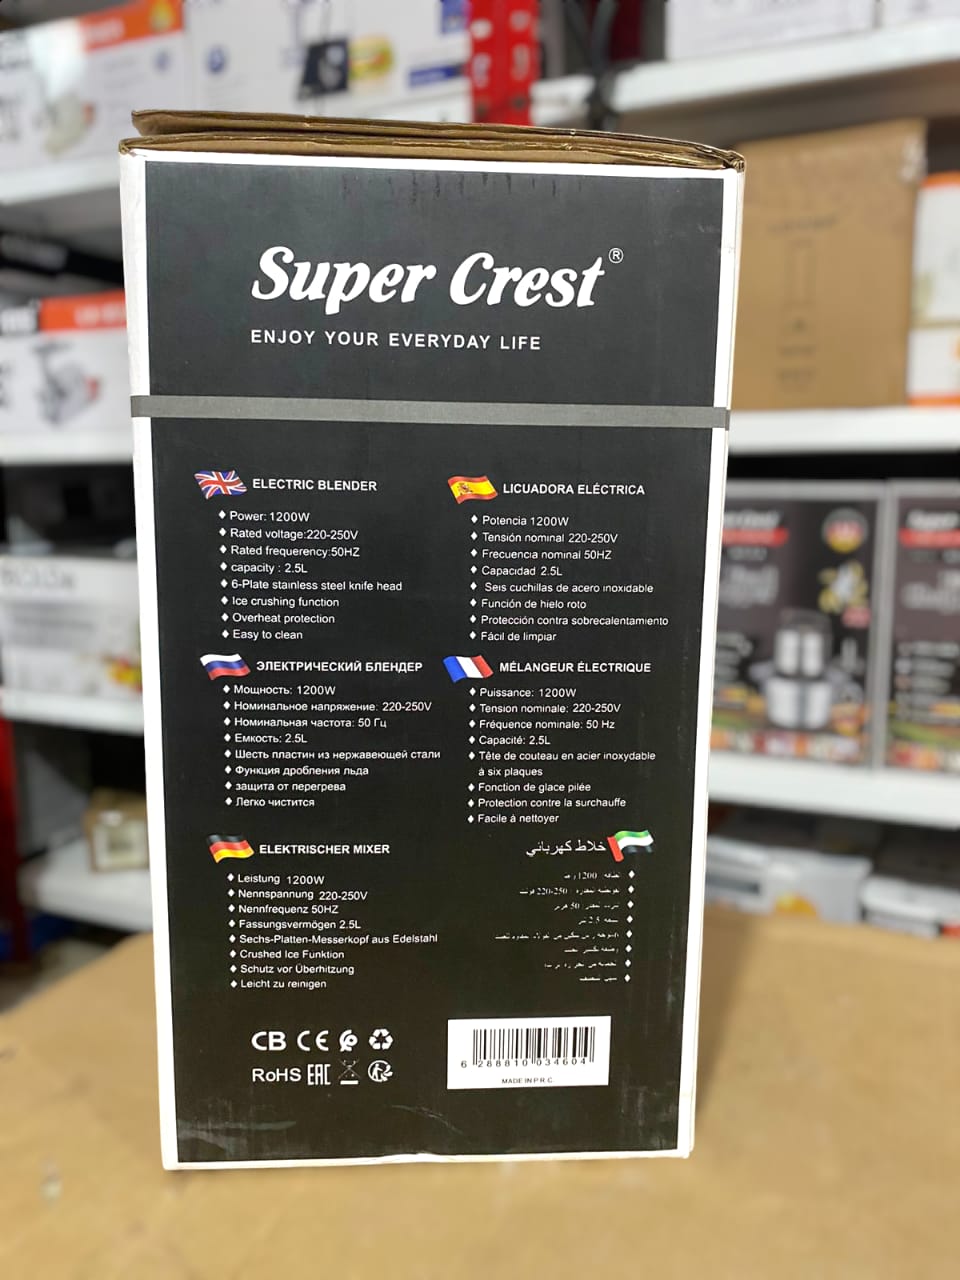 Super Crest®
ENJOY YOUR EVERYDAY LIFE
ELECTRIC BLENDER
Power: 1200W
Rated voltage:220-250V
Rated frequerency:50HZ
capacity : 2.5L
6-Plate stainless steel knife head
Ice crushing function
Overheat protection
Easy to clean
LICUADORA ELÉCTRICA
Potencia 1200W
Tensión nominal 220-250V
Frecuencia nominal 50HZ
Capacidad 2.5L
Seis cuchillas de acero inoxidable
Función de hielo roto
Protección contra sobrecalentamiento
Fácil de limpiar
ЭЛЕКТРИЧЕСКИЙ БЛЕНДЕР
Мощность: 1200W
Номинальное напряжение: 220-250V
Номинальная частота: 50 Гц
Емкость: 2.5L
Шесть пластин из нержавеющей стали
Функция дробления льда
защита от перегрева
Легко чистится
MÉLANGEUR ÉLECTRIQUE
Puissance: 1200W
Tension nominale: 220-250V
Fréquence nominale: 50 Hz
Capacité: 2,5L
Tête de couteau en acier inoxydable
à six plaques
Fonction de glace pilée
Protection contre la surchauffe
Facile à nettoyer
ELEKTRISCHER MIXER
Leistung 1200W
Nennspannung 220-250V
Nennfrequenz 50HZ
Fassungsvermögen 2.5L
Sechs-Platten-Messerkopf aus Edelstahl
Crushed Ice Funktion
Schutz vor Überhitzung
Leicht zu reinigen
خلاط كهربائي
1200
220-250
50
2.5
CB CE
RoHS EAC
6 288810 034604
MADE IN P.R.C.